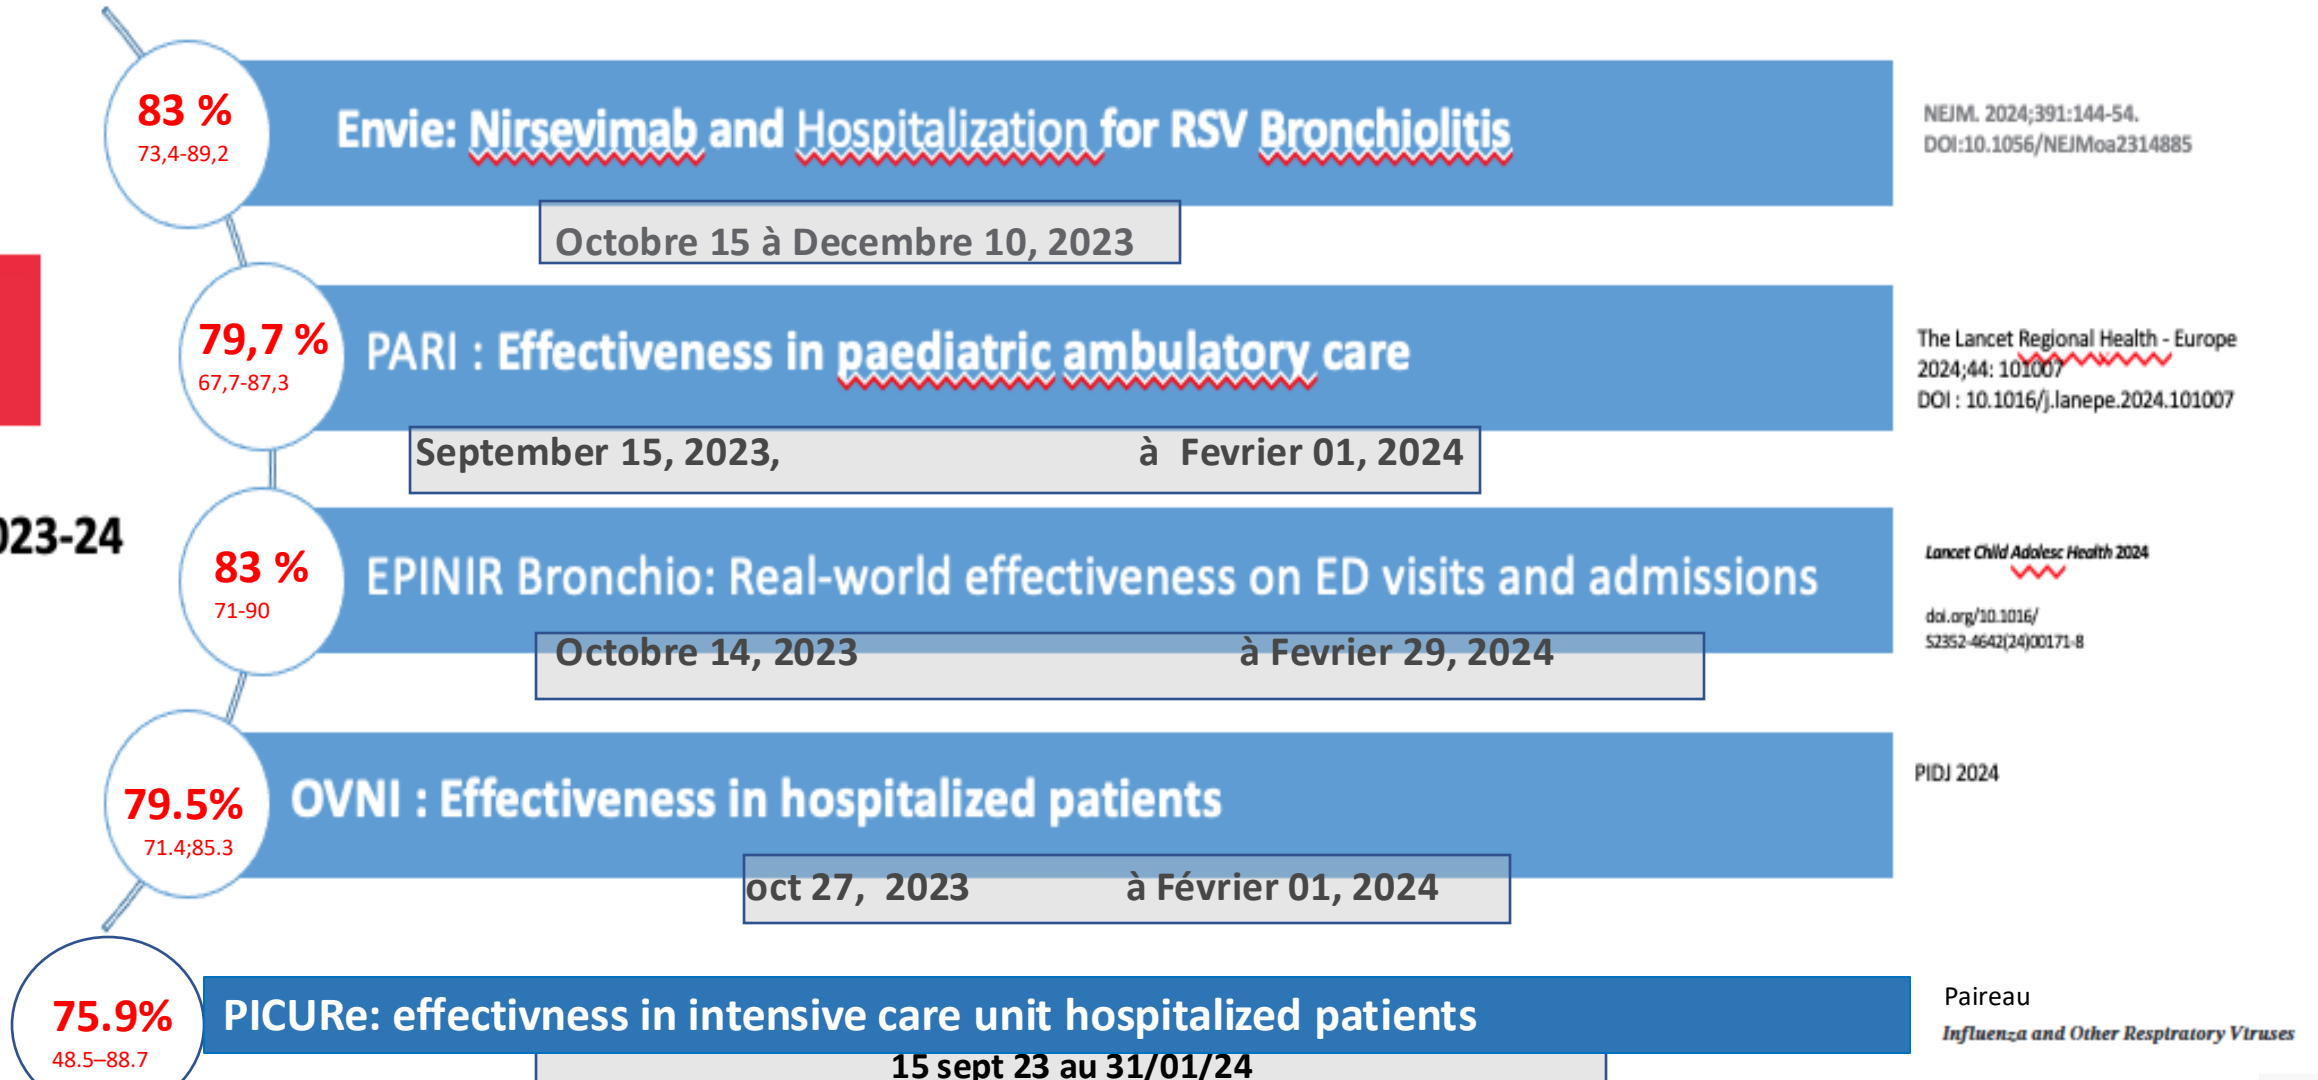 83 %
73,4-89,2
Envie: Nirsevimab and Hospitalization for RSV Bronchiolitis
NEJM. 2024;391:144-54.
DOI:10.1056/NEJMoa2314885
Octobre 15 à Decembre 10, 2023
79,7 %
67,7-87,3
PARI : Effectiveness in paediatric ambulatory care
The Lancet Regional Health - Europe
2024;44: 101007
DOI : 10.1016/j.lanepe.2024.101007
September 15, 2023, à Fevrier 01, 2024
023-24
83 %
71-90
EPINIR Bronchio: Real-world effectiveness on ED visits and admissions
Lancet Child Adolesc Health 2024
doi.org/10.1016/
S2352-4642(24)00171-8
Octobre 14, 2023 à Fevrier 29, 2024
79.5%
71.4;85.3
OVNI : Effectiveness in hospitalized patients
PIDJ 2024
oct 27, 2023 à Février 01, 2024
75.9%
48.5–88.7
PICURe: effectivness in intensive care unit hospitalized patients
Paireau
Influenza and Other Respiratory Viruses
15 sept 23 au 31/01/24